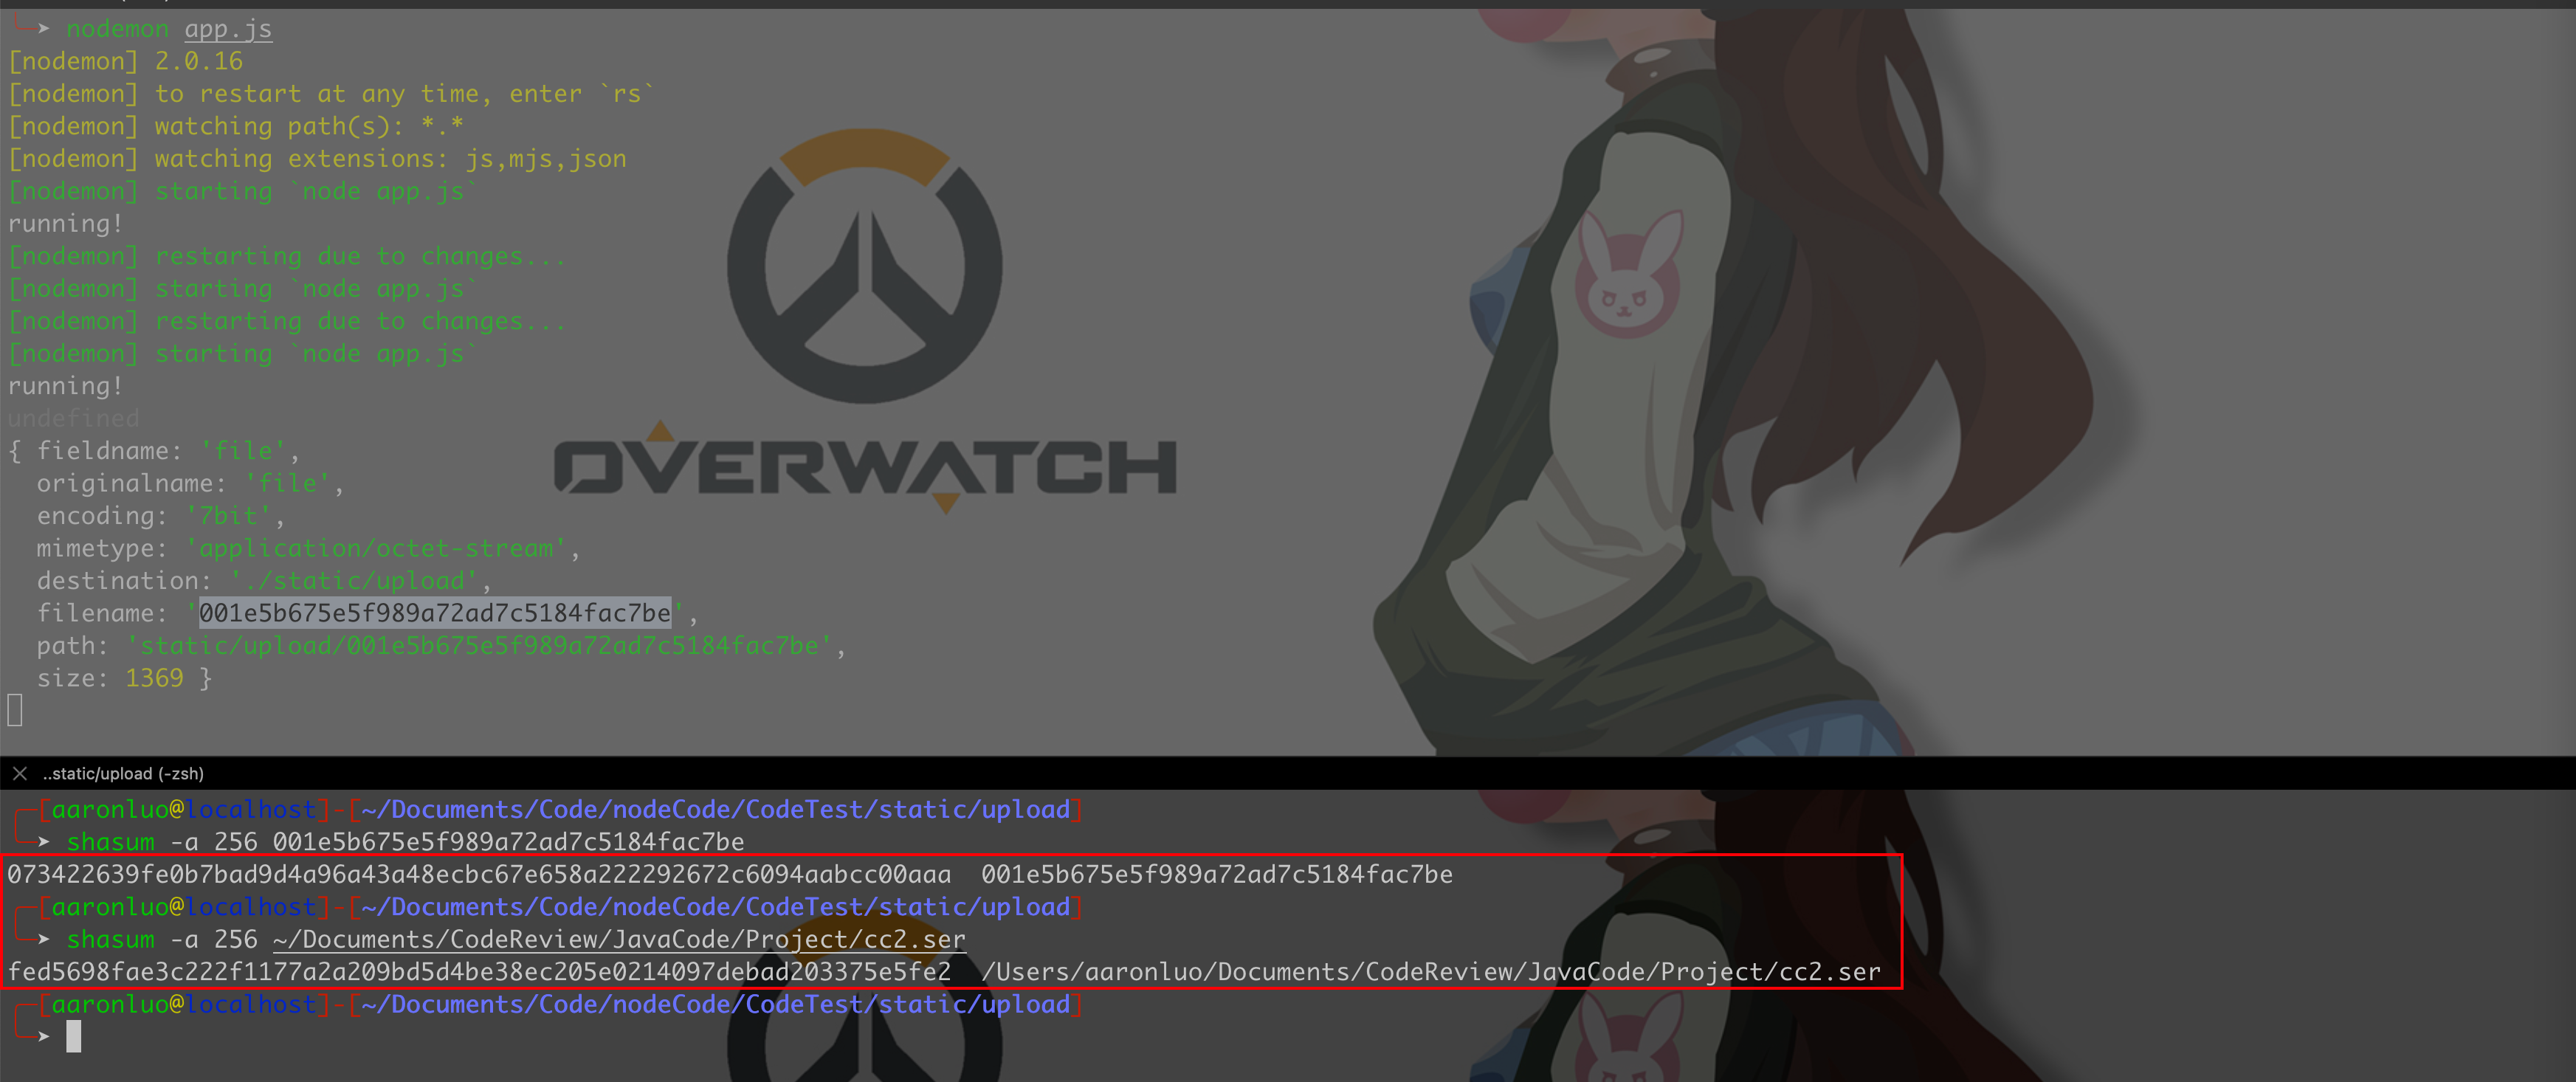 ➤ nodemon app.js
[nodemon] 2.0.16
[nodemon] to restart at any time, enter `rs`
[nodemon] watching path(s): *.*
[nodemon] watching extensions: js,mjs,json
[nodemon] starting `node app.js`
running!
[nodemon] restarting due to changes...
[nodemon] starting `node app.js`
[nodemon] restarting due to changes...
[nodemon] starting `node app.js`
running!
undefined
{ fieldname: 'file',
  originalname: 'file',
  encoding: '7bit',
  mimetype: 'application/octet-stream',
  destination: './static/upload',
  filename: '001e5b675e5f989a72ad7c5184fac7be',
  path: 'static/upload/001e5b675e5f989a72ad7c5184fac7be',
  size: 1369 }
OVERWATCH
..static/upload (-zsh)
[aaronluo@localhost]-[~/Documents/Code/nodeCode/CodeTest/static/upload]
➤ shasum -a 256 001e5b675e5f989a72ad7c5184fac7be
073422639fe0b7bad9d4a96a43a48ecbc67e658a222292672c6094aabcc00aaa  001e5b675e5f989a72ad7c5184fac7be
[aaronluo@localhost]-[~/Documents/Code/nodeCode/CodeTest/static/upload]
➤ shasum -a 256 ~/Documents/CodeReview/JavaCode/Project/cc2.ser
fed5698fae3c222f1177a2a209bd5d4be38ec205e0214097debad203375e5fe2  /Users/aaronluo/Documents/CodeReview/JavaCode/Project/cc2.ser
[aaronluo@localhost]-[~/Documents/Code/nodeCode/CodeTest/static/upload]
➤